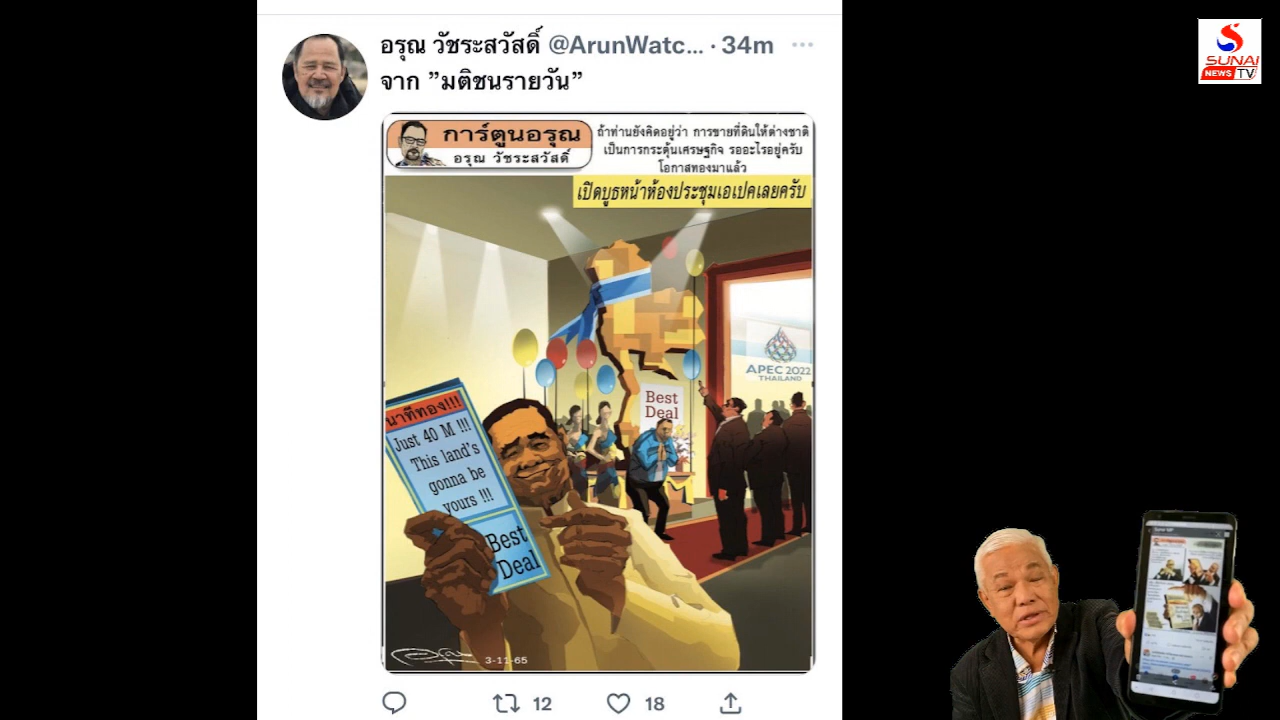 อรุณ วัชระสวัสดิ์ @ArunWatc... · 34m
จาก ”มติชนรายวัน”
การ์ตูนอรุณ
อรุณ วัชระสวัสดิ์
ถ้าท่านยังคิดอยู่ว่า การขายที่ดินให้ต่างชาติ
เป็นการกระตุ้นเศรษฐกิจ รออะไรอยู่ครับ
โอกาสทองมาแล้ว
เปิดบูธหน้าห้องประชุมเอเปคเลยครับ
APEC 2022
THAILAND
Best
Deal
นาทีทอง!!!
Just 40 M !!!
This land's
gonna be
yours !!!
Best
Deal
3-11-65
12
18
SUNAI
NEWS TV